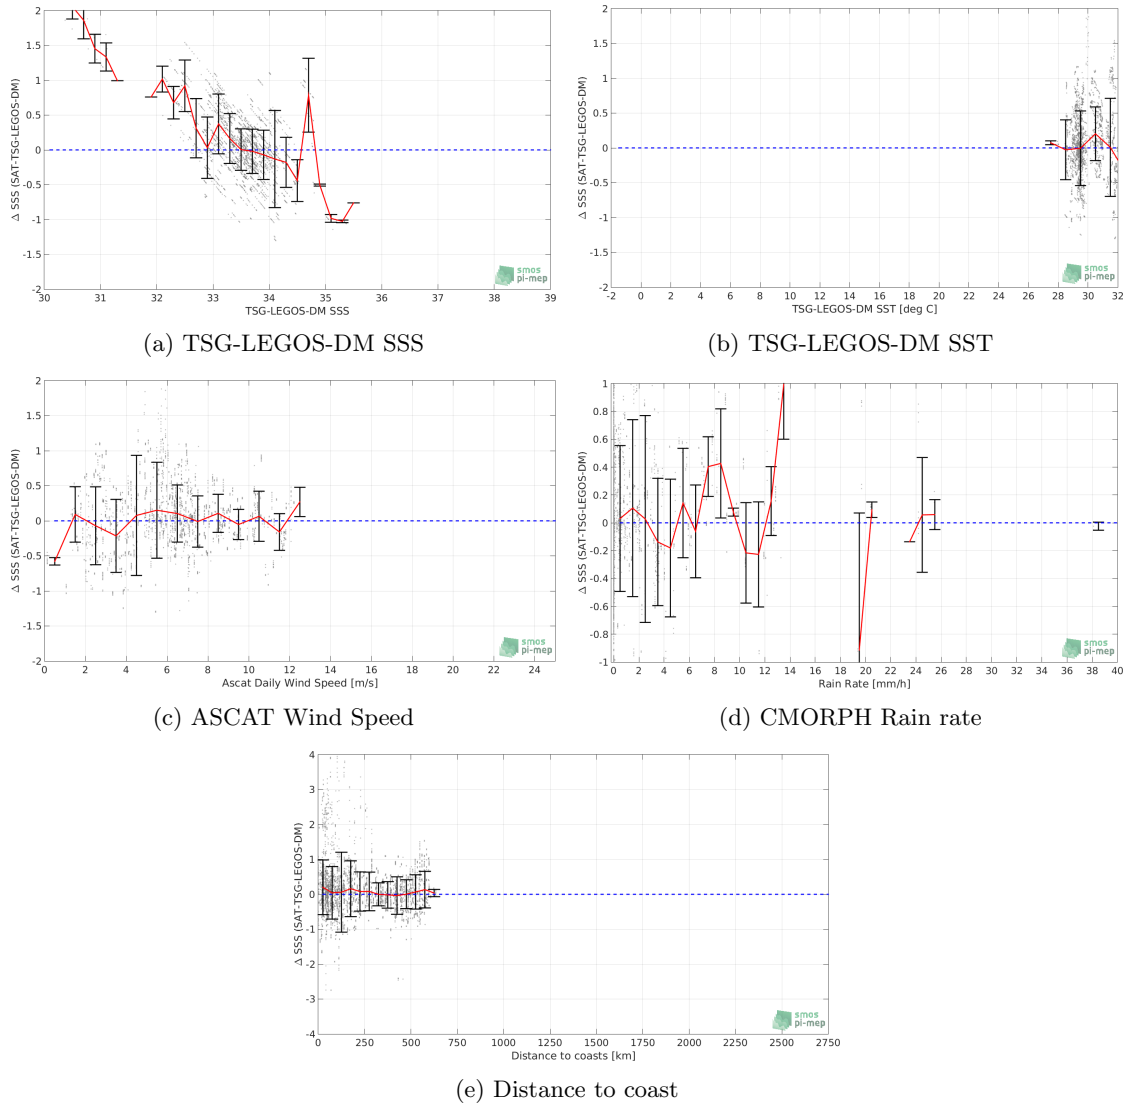 2
1.5
1
0.5
0
-0.5
-1
-1.5
-2
Δ SSS (SAT-TSG-LEGOS-DM)
30 31 32 33 34 35 36 37 38 39
TSG-LEGOS-DM SSS
smos
pi-mep
(a) TSG-LEGOS-DM SSS
2
1.5
1
0.5
0
-0.5
-1
-1.5
-2
Δ SSS (SAT-TSG-LEGOS-DM)
-2 0 2 4 6 8 10 12 14 16 18 20 22 24 26 28 30 32
TSG-LEGOS-DM SST [deg C]
smos
pi-mep
(b) TSG-LEGOS-DM SST
2
1.5
1
0.5
0
-0.5
-1
-1.5
-2
Δ SSS (SAT-TSG-LEGOS-DM)
0 2 4 6 8 10 12 14 16 18 20 22 24
Ascat Daily Wind Speed [m/s]
smos
pi-mep
(c) ASCAT Wind Speed
1
0.8
0.6
0.4
0.2
0
-0.2
-0.4
-0.6
-0.8
-1
Δ SSS (SAT-TSG-LEGOS-DM)
0 2 4 6 8 10 12 14 16 18 20 22 24 26 28 30 32 34 36 38 40
Rain Rate [mm/h]
smos
pi-mep
(d) CMORPH Rain rate
4
3
2
1
0
-1
-2
-3
-4
Δ SSS (SAT-TSG-LEGOS-DM)
0 250 500 750 1000 1250 1500 1750 2000 2250 2500 2750
Distance to coasts [km]
smos
pi-mep
(e) Distance to coast